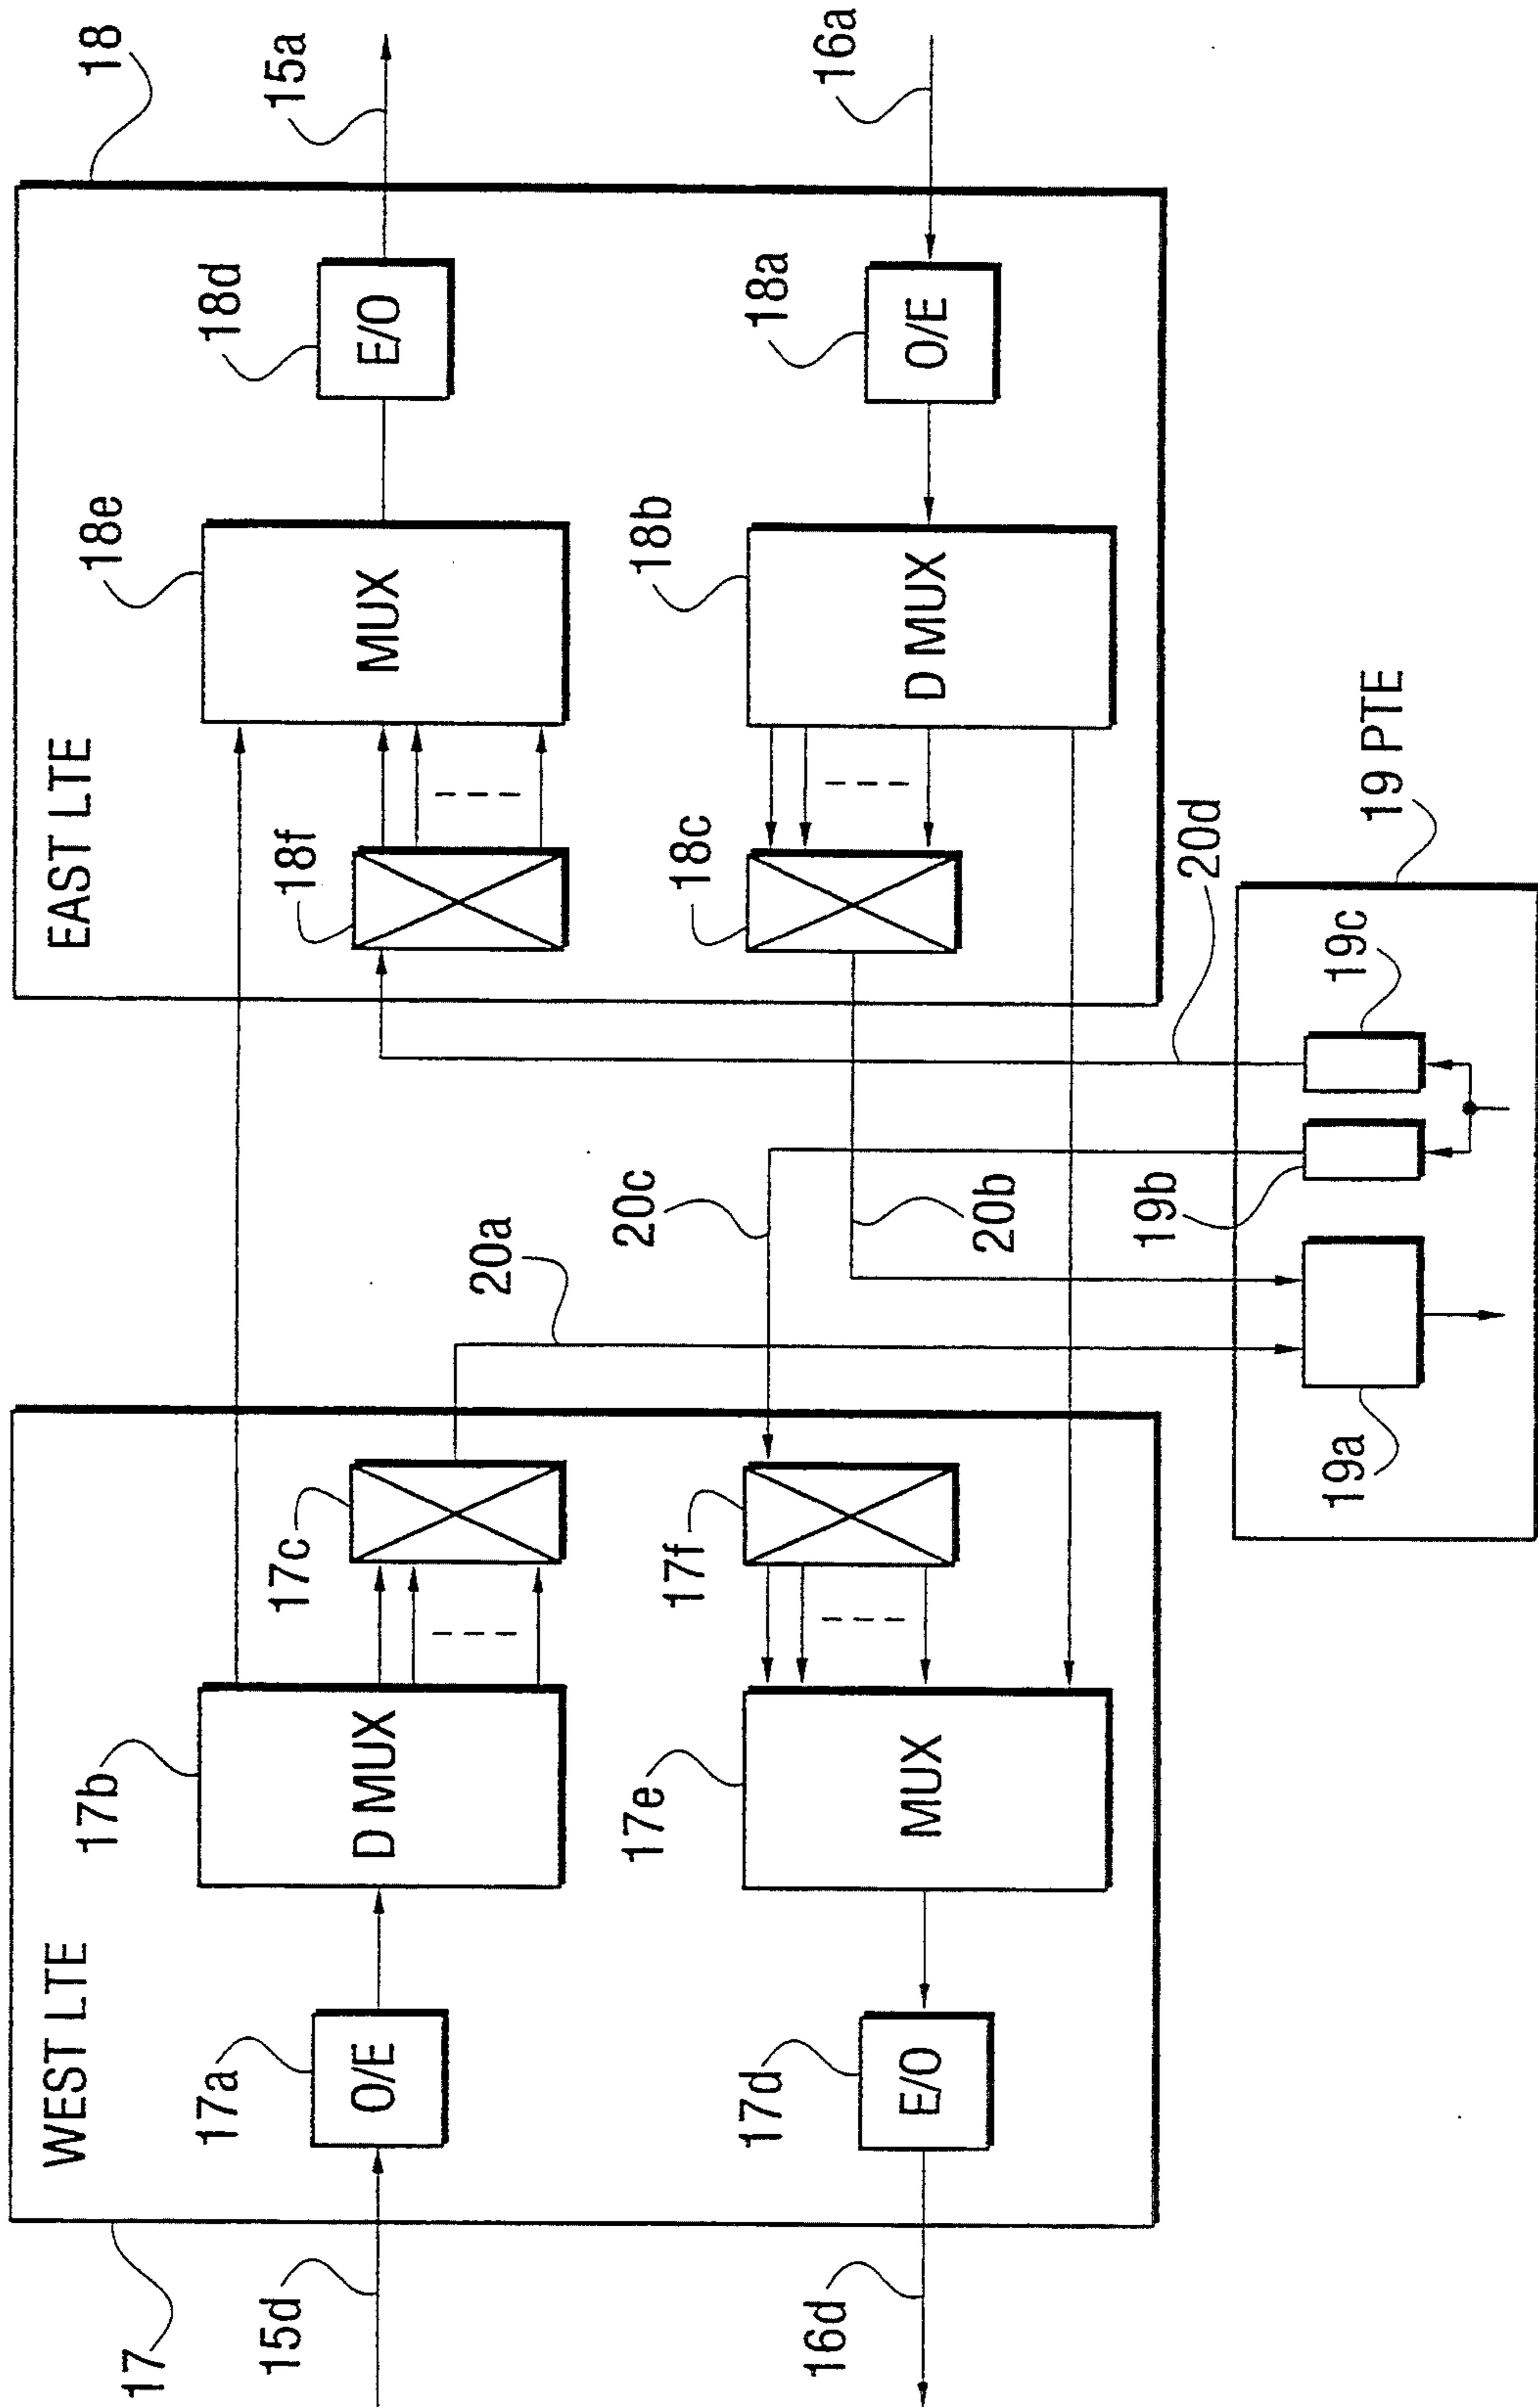 WEST LTE
EAST LTE
17
18
17a
O/E
17b
D MUX
17c
18f
18e
MUX
18d
E/O
15d
15a
20a
20c
20b
17d
E/O
17e
MUX
17f
18c
18b
D MUX
18a
O/E
16d
16a
20d
19 PTE
19a
19b
19c